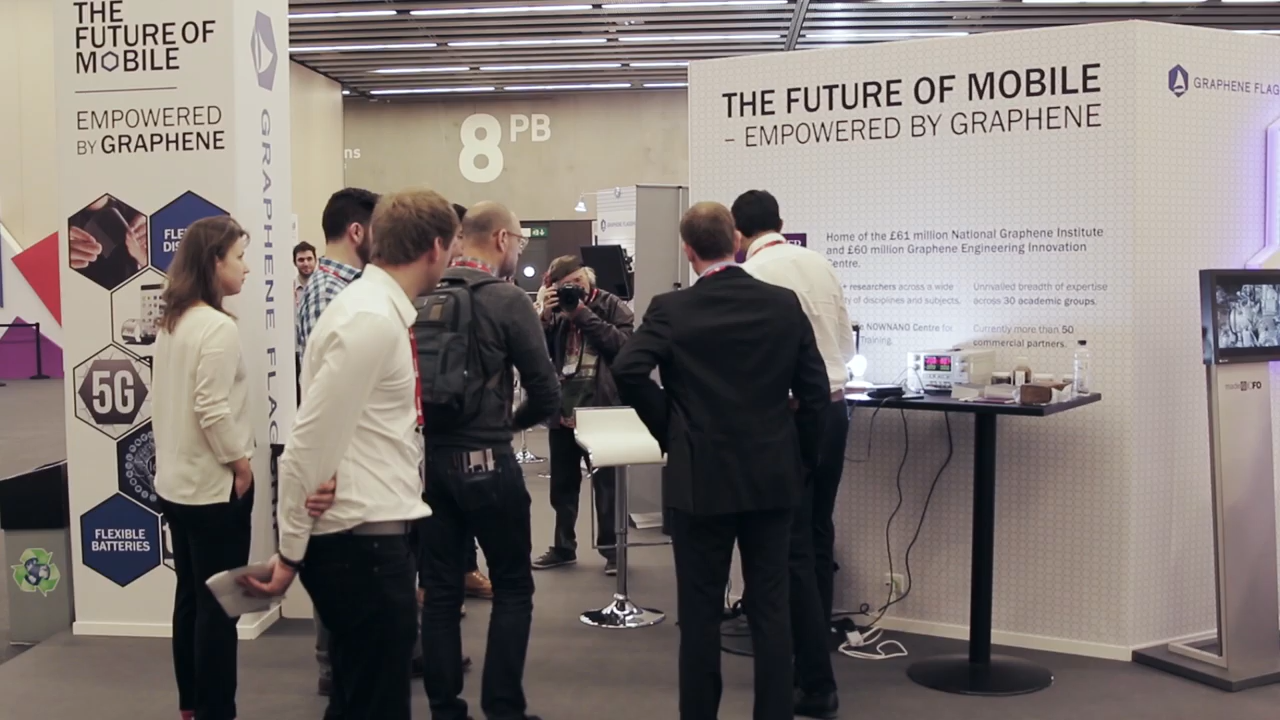 THE
FUTURE OF
MOBILE
EMPOWERED
BY GRAPHENE
5G
FLEXIBLE
BATTERIES
8 PB
THE FUTURE OF MOBILE
– EMPOWERED BY GRAPHENE
GRAPHENE FLAG
Home of the £61 million National Graphene Institute
and £60 million Graphene Engineering Innovation
Centre.
researchers across a wide
of disciplines and subjects.
NOWNANO Centre for
Training.
Unrivalled breadth of expertise
across 30 academic groups.
Currently more than 50
commercial partners.